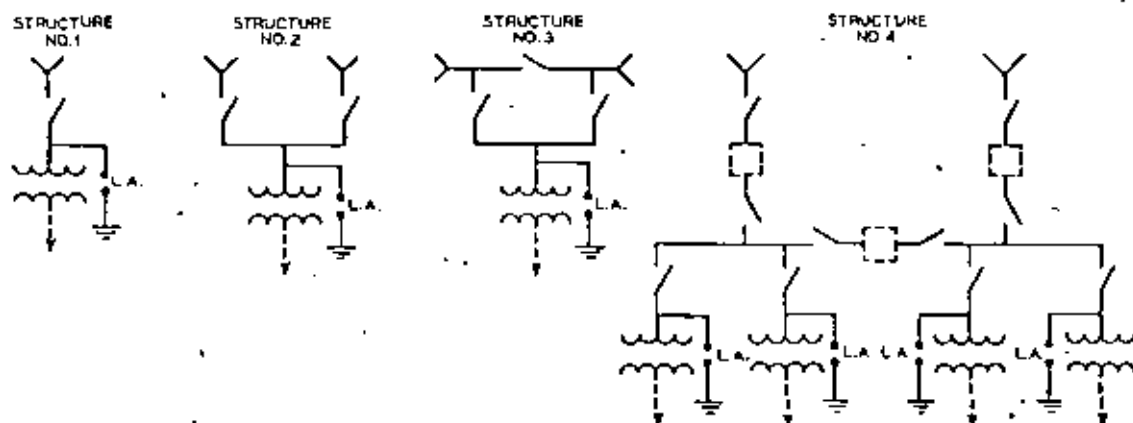 STRUCTURE
NO.1
STRUCTURE
NO.2
STRUCTURE
NO.3
STRUCTURE
NO.4
L.A.
L.A.
L.A.
L.A.
L.A
L.A
L.A